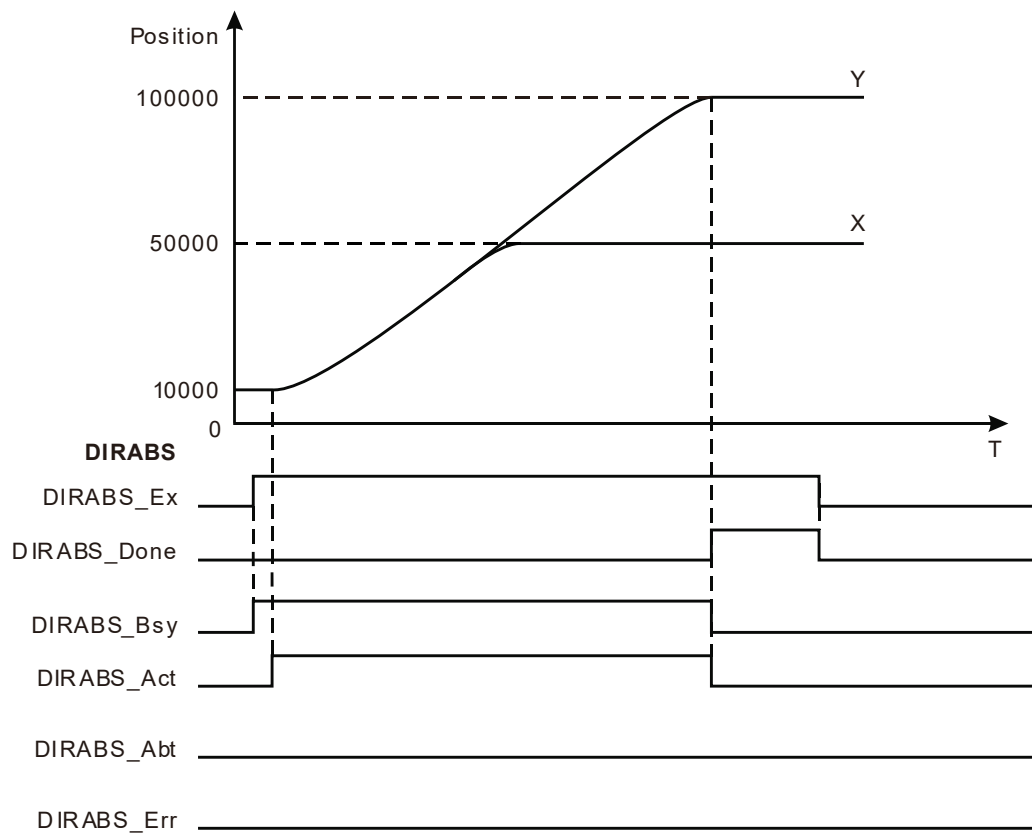 Position
Y
100000
X
50000
10000
0
T
DIRABS
DIRABS_Ex
DIRABS_Done
DIRABS_Bsy
DIRABS_Act
DIRABS_Abt
DIRABS_Err